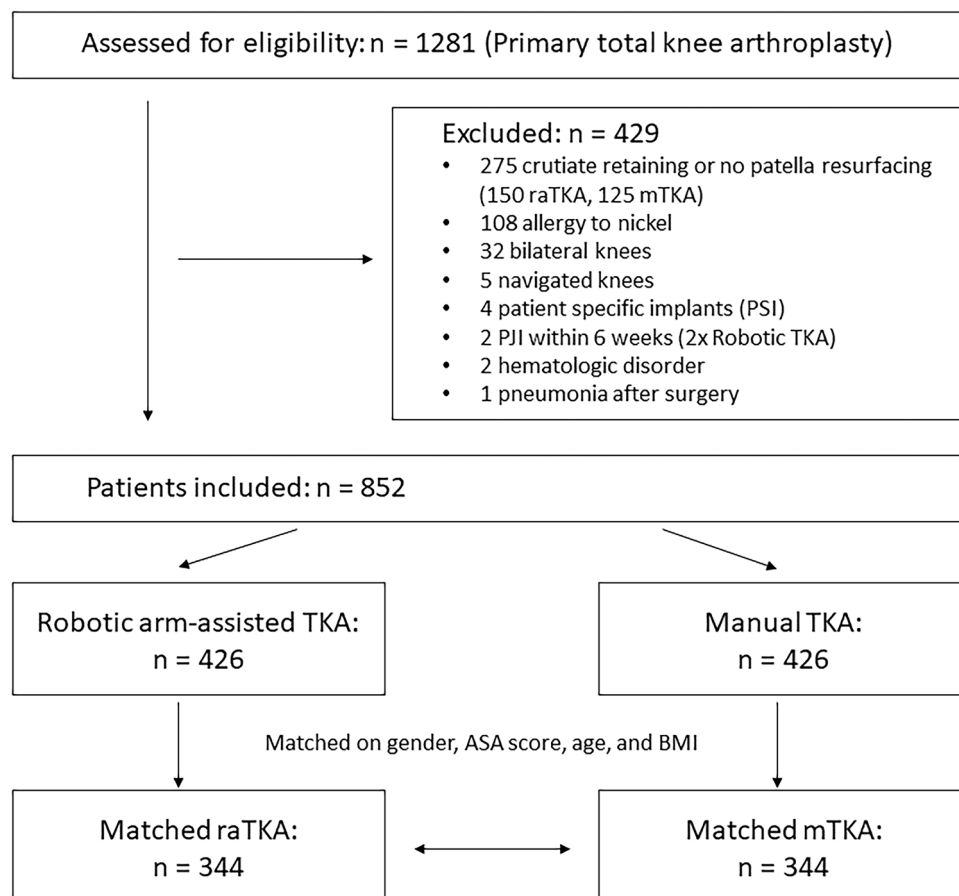 Assessed for eligibility: n = 1281 (Primary total knee arthroplasty)
Excluded: n = 429
• 275 crutiate retaining or no patella resurfacing
(150 raTKA, 125 mTKA)
• 108 allergy to nickel
• 32 bilateral knees
• 5 navigated knees
• 4 patient specific implants (PSI)
• 2 PJI within 6 weeks (2x Robotic TKA)
• 2 hematologic disorder
• 1 pneumonia after surgery
Patients included: n = 852
Robotic arm-assisted TKA:
n = 426
Manual TKA:
n = 426
Matched on gender, ASA score, age, and BMI
Matched raTKA:
n = 344
Matched mTKA:
n = 344